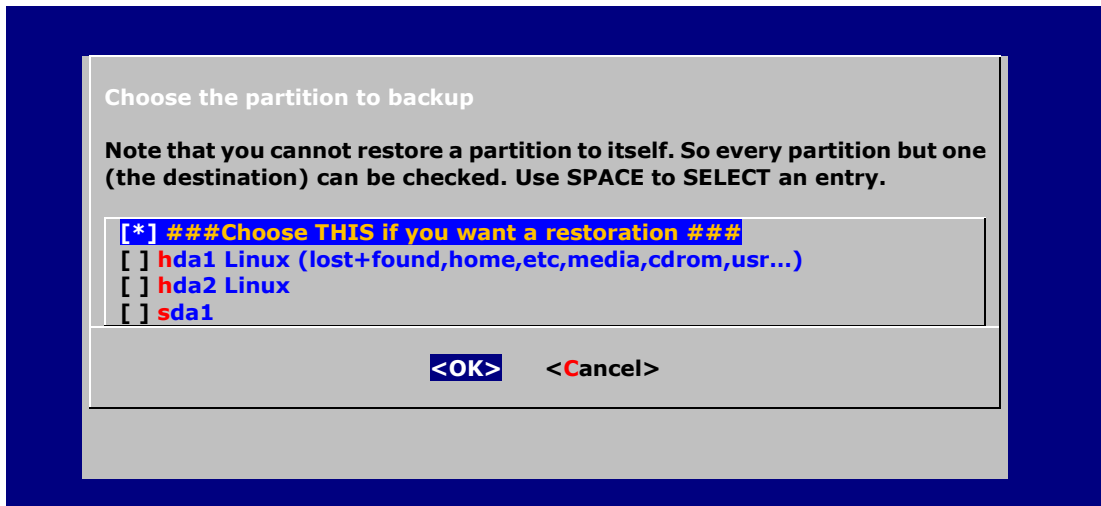 Choose the partition to backup
Note that you cannot restore a partition to itself. So every partition but one
(the destination) can be checked. Use SPACE to SELECT an entry.
[*] ###Choose THIS if you want a restoration ###
[ ] hda1 Linux (lost+found,home,etc,media,cdrom,usr...)
[ ] hda2 Linux
[ ] sda1
<OK> <Cancel>